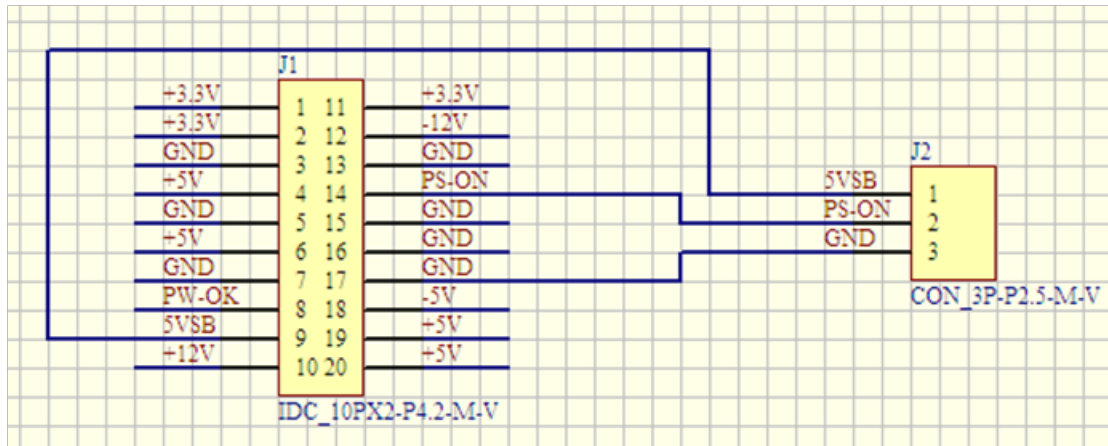 J1
+3.3V 1 11 +3.3V
+3.3V 2 12 -12V
GND 3 13 GND
+5V 4 14 PS-ON
GND 5 15 GND
+5V 6 16 GND
GND 7 17 GND
PW-OK 8 18 -5V
5VSB 9 19 +5V
+12V 10 20 +5V
IDC_10PX2-P4.2-M-V
J2
5VSB 1
PS-ON 2
GND 3
CON_3P-P2.5-M-V